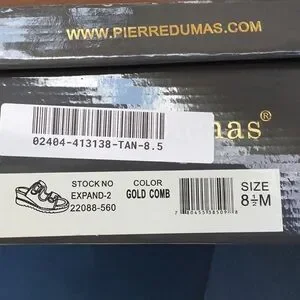 WWW.PIERREDUMAS.COM
mas®
02404-413138-TAN-8.5
STOCK NO
EXPAND-2
22088-560
COLOR
GOLD COMB
SIZE
8½M